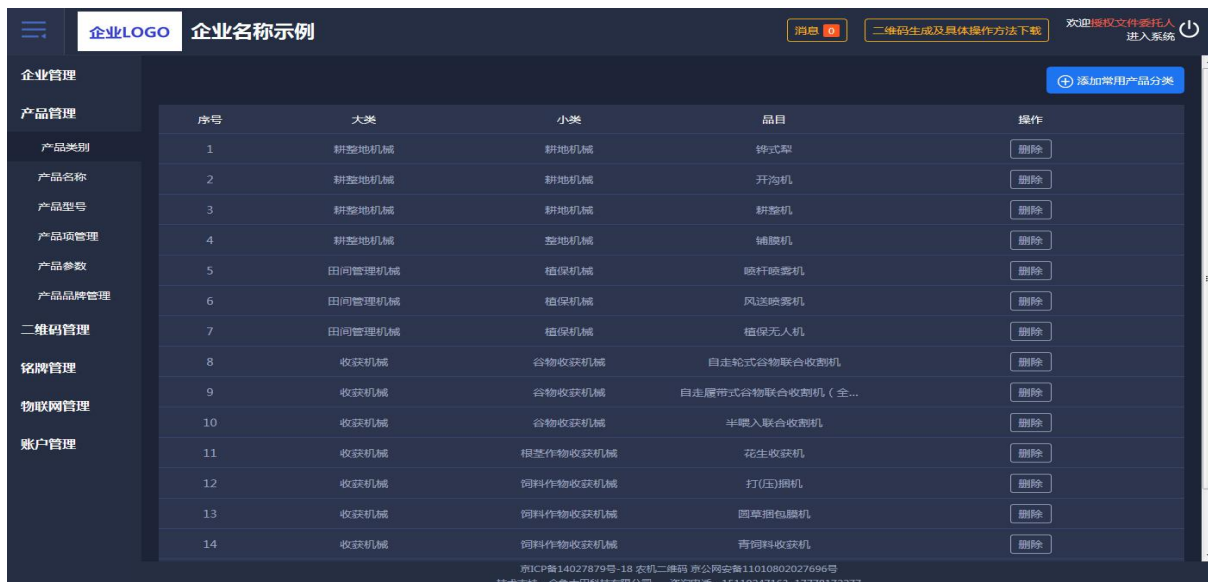 企业LOGO 企业名称示例 消息 0 二维码生成及具体操作方法下载 欢迎授权文件委托人
进入系统
企业管理
添加常用产品分类
产品管理
序号 大类 小类 品目 操作
产品类别
1 耕整地机械 耕地机械 铧式犁 删除
产品名称
2 耕整地机械 耕地机械 开沟机 删除
产品型号
3 耕整地机械 耕地机械 耕整机 删除
产品项管理
4 耕整地机械 整地机械 铺膜机 删除
产品参数
5 田间管理机械 植保机械 喷杆喷雾机 删除
产品品牌管理
6 田间管理机械 植保机械 风送喷雾机 删除
二维码管理
7 田间管理机械 植保机械 植保无人机 删除
铭牌管理
8 收获机械 谷物收获机械 自走轮式谷物联合收割机 删除
9 收获机械 谷物收获机械 自走履带式谷物联合收割机（全... 删除
物联网管理
10 收获机械 谷物收获机械 半喂入联合收割机 删除
账户管理
11 收获机械 根茎作物收获机械 花生收获机 删除
12 收获机械 饲料作物收获机械 打(压)捆机 删除
13 收获机械 饲料作物收获机械 圆草捆包膜机 删除
14 收获机械 饲料作物收获机械 青饲料收获机 删除
京ICP备14027879号-18 农机二维码 京公网安备11010802027696号